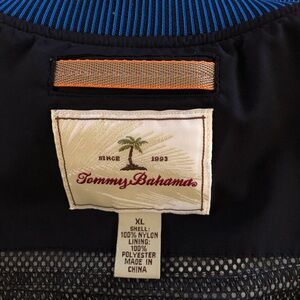 SINCE 1993
Tommy Bahama
XL
SHELL:
100% NYLON
LINING:
100%
POLYESTER
MADE IN
CHINA